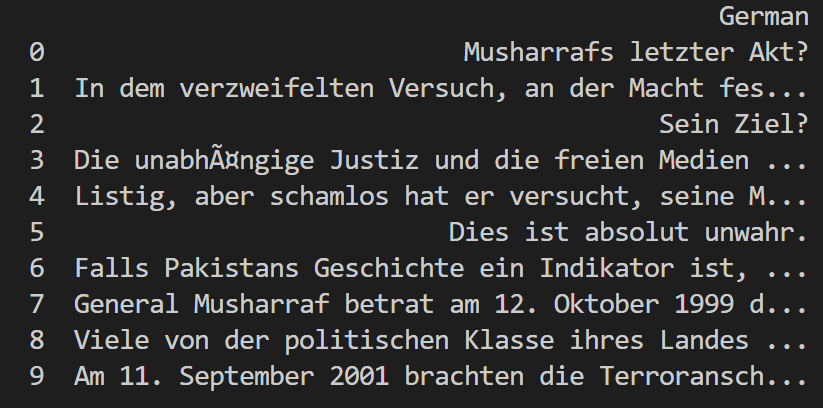 German
0 Musharrafs letzter Akt?
1 In dem verzweifelten Versuch, an der Macht fes...
2 Sein Ziel?
3 Die unabhÃ¤ngige Justiz und die freien Medien ...
4 Listig, aber schamlos hat er versucht, seine M...
5 Dies ist absolut unwahr.
6 Falls Pakistans Geschichte ein Indikator ist, ...
7 General Musharraf betrat am 12. Oktober 1999 d...
8 Viele von der politischen Klasse ihres Landes ...
9 Am 11. September 2001 brachten die Terroransch...